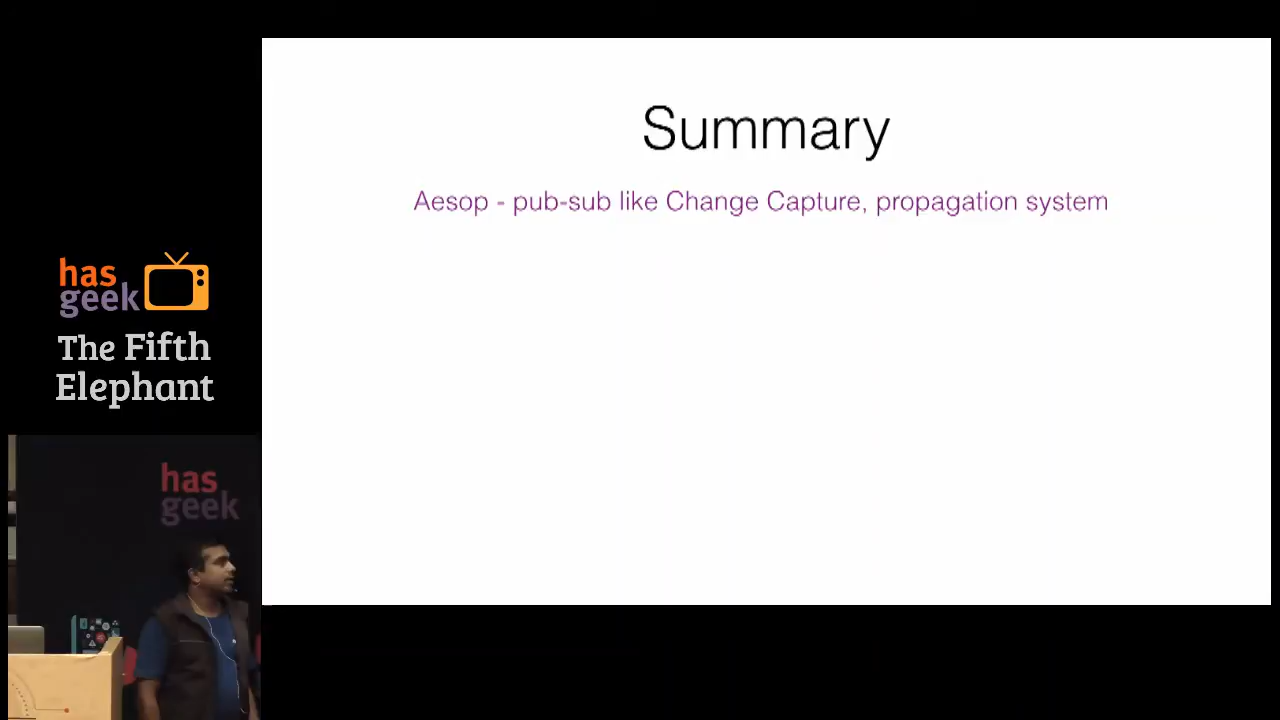 Summary
Aesop - pub-sub like Change Capture, propagation system
has
geek
The Fifth
Elephant
has
geek